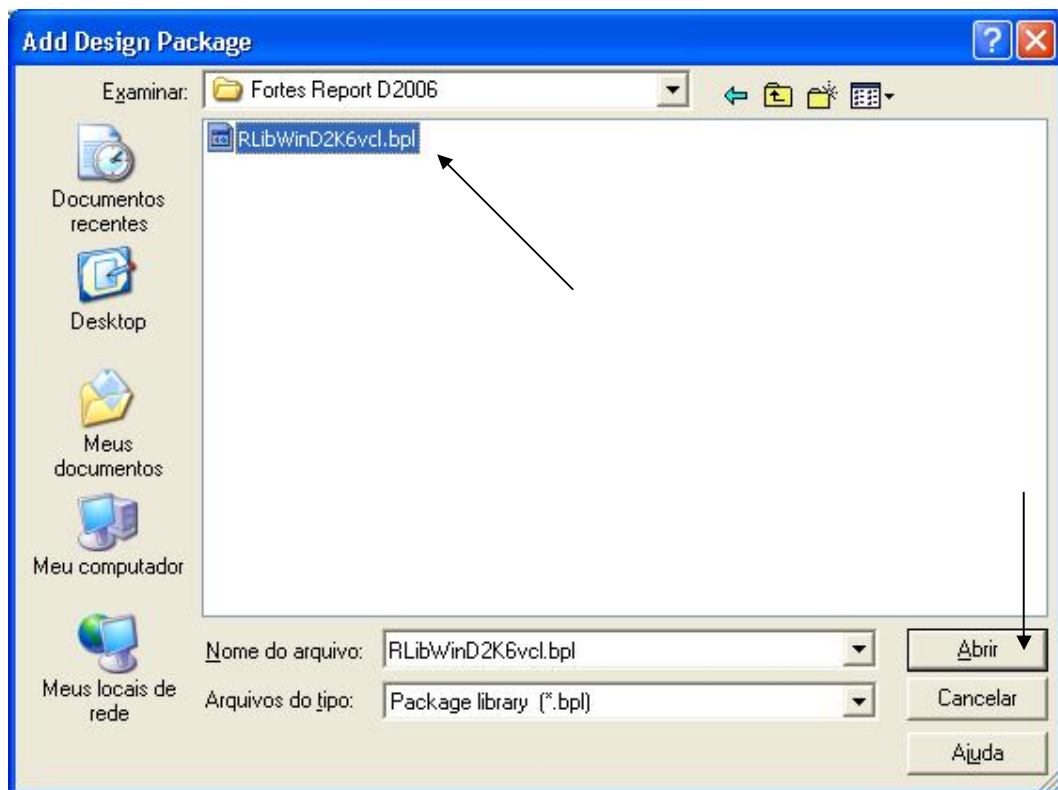 Add Design Package
Examinar:
Fortes Report D2006
RLibWinD2K6vcl.bpl
Documentos
recentes
Desktop
Meus
documentos
Meu computador
Meus locais de
rede
Nome do arquivo:
RLibWinD2K6vcl.bpl
Abrir
Arquivos do tipo:
Package library (*.bpl)
Cancelar
Ajuda